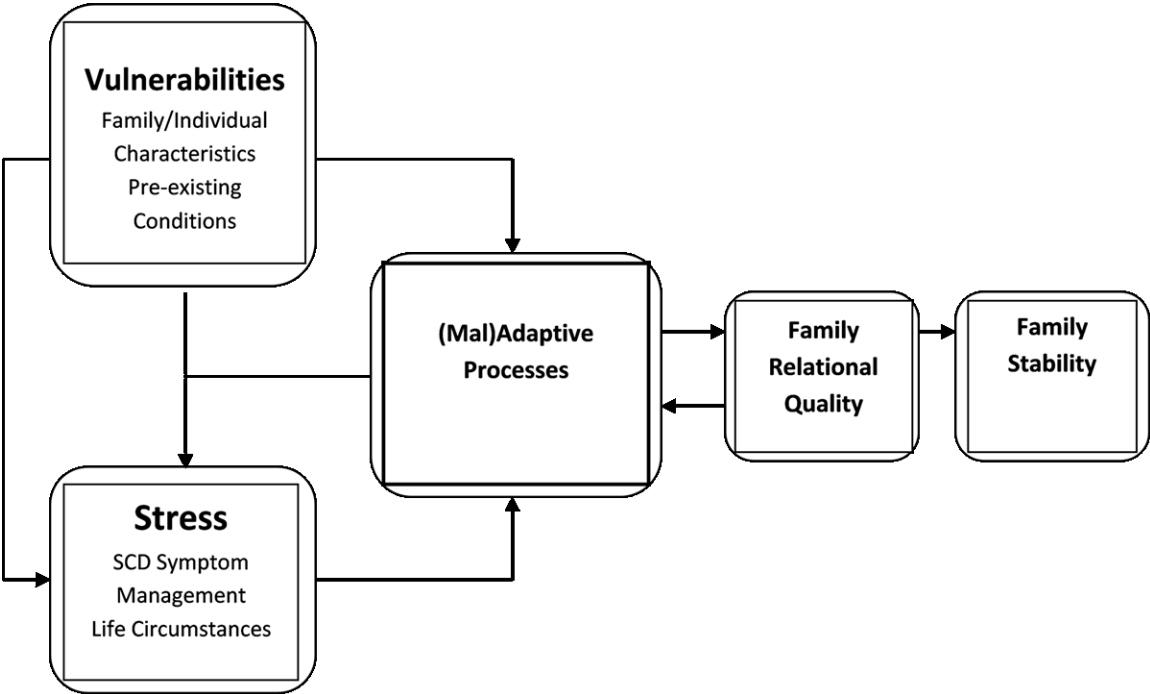 Vulnerabilities
Family/Individual
Characteristics
Pre-existing
Conditions
(Mal)Adaptive
Processes
Family
Relational
Quality
Family
Stability
Stress
SCD Symptom
Management
Life Circumstances